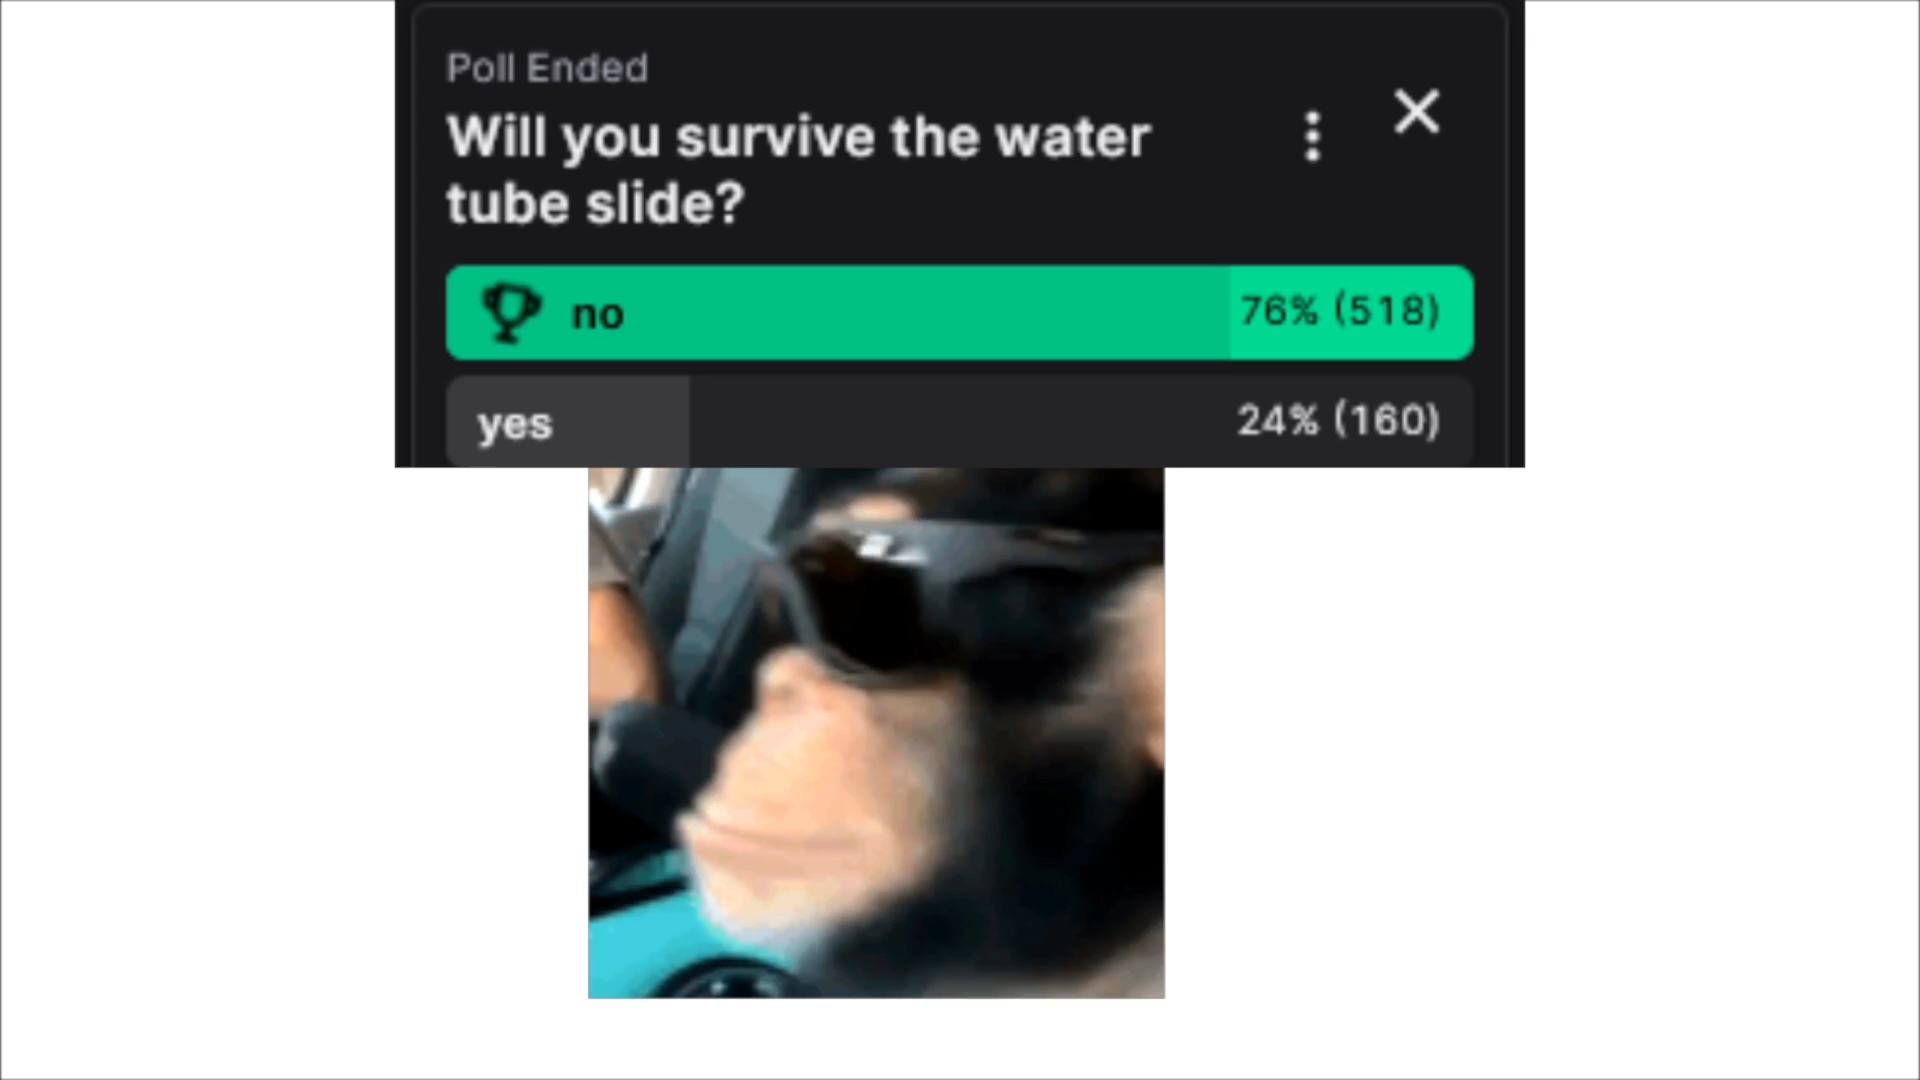 Poll Ended
Will you survive the water
tube slide?
no 76% (518)
yes 24% (160)